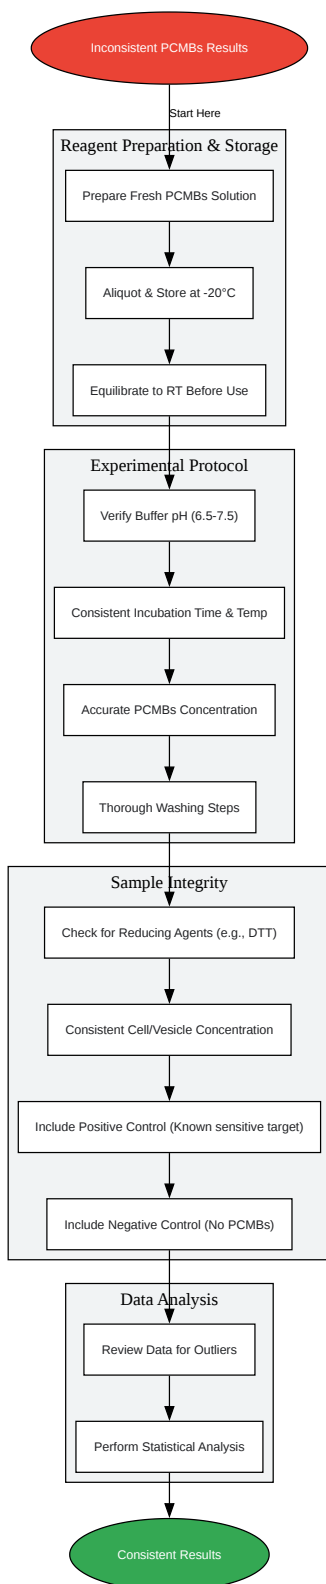 Inconsistent PCMBs Results
Start Here
Reagent Preparation & Storage
Prepare Fresh PCMBs Solution
Aliquot & Store at -20°C
Equilibrate to RT Before Use
Experimental Protocol
Verify Buffer pH (6.5-7.5)
Consistent Incubation Time & Temp
Accurate PCMBs Concentration
Thorough Washing Steps
Sample Integrity
Check for Reducing Agents (e.g., DTT)
Consistent Cell/Vesicle Concentration
Include Positive Control (Known sensitive target)
Include Negative Control (No PCMBs)
Data Analysis
Review Data for Outliers
Perform Statistical Analysis
Consistent Results